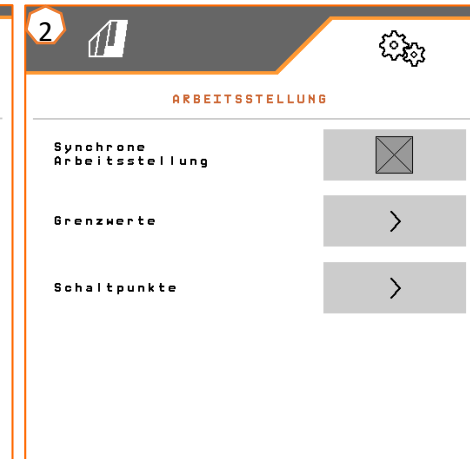 2
ARBEITSSTELLUNG
Synchrone
Arbeitsstellung
Grenzwerte
Schaltpunkte